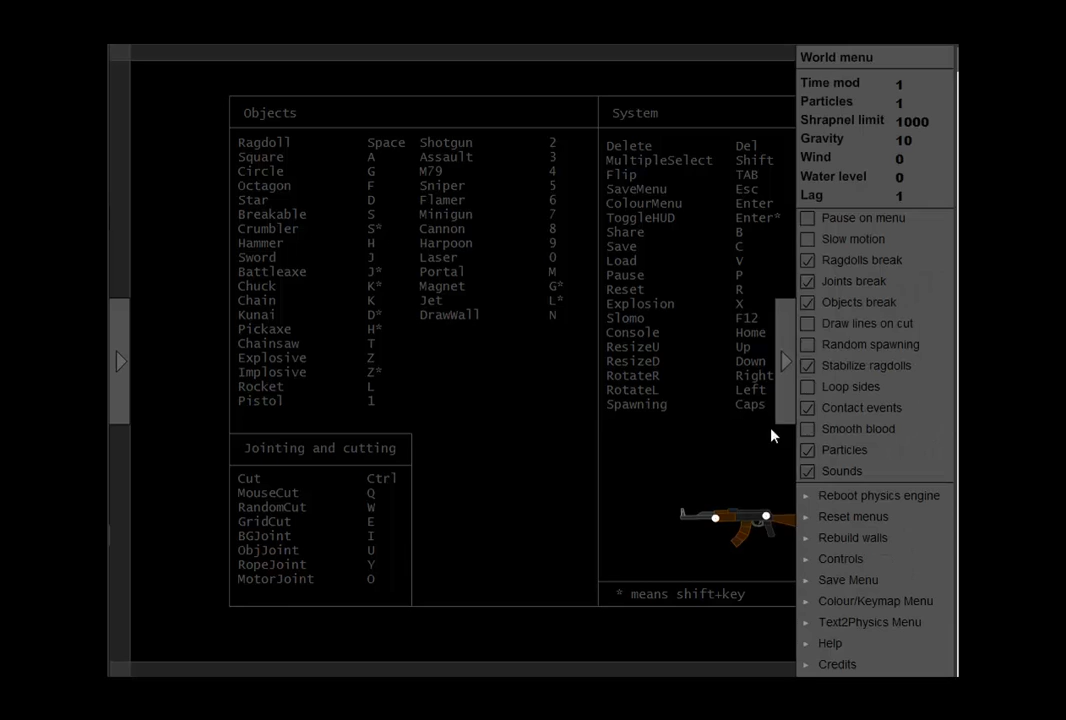 Objects
Ragdoll Space Shotgun 2
Square A Assault 3
Circle G M79 4
Octagon F Sniper 5
Star D Flamer 6
Breakable S Minigun 7
Crumbler S* Cannon 8
Hammer H Harpoon 9
Sword J Laser 0
Battleaxe J* Portal M
Chuck K* Magnet G*
Chain K Jet L*
Kunai D* DrawWall N
Pickaxe H*
Chainsaw T
Explosive Z
Implosive Z*
Rocket L
Pistol 1
Jointing and cutting
Cut Ctrl
MouseCut Q
RandomCut W
GridCut E
BGJoint I
ObjJoint U
RopeJoint Y
MotorJoint O
System
Delete Del
MultipleSelect Shift
Flip TAB
SaveMenu Esc
ColourMenu Enter
ToggleHUD Enter*
Share B
Save C
Load V
Pause P
Reset R
Explosion X
Slomo F12
Console Home
ResizeU Up
ResizeD Down
RotateR Right
RotateL Left
Spawning Caps
* means shift+key
World menu
Time mod 1
Particles 1
Shrapnel limit 1000
Gravity 10
Wind 0
Water level 0
Lag 1
Pause on menu
Slow motion
Ragdolls break
Joints break
Objects break
Draw lines on cut
Random spawning
Stabilize ragdolls
Loop sides
Contact events
Smooth blood
Particles
Sounds
Reboot physics engine
Reset menus
Rebuild walls
Controls
Save Menu
Colour/Keymap Menu
Text2Physics Menu
Help
Credits